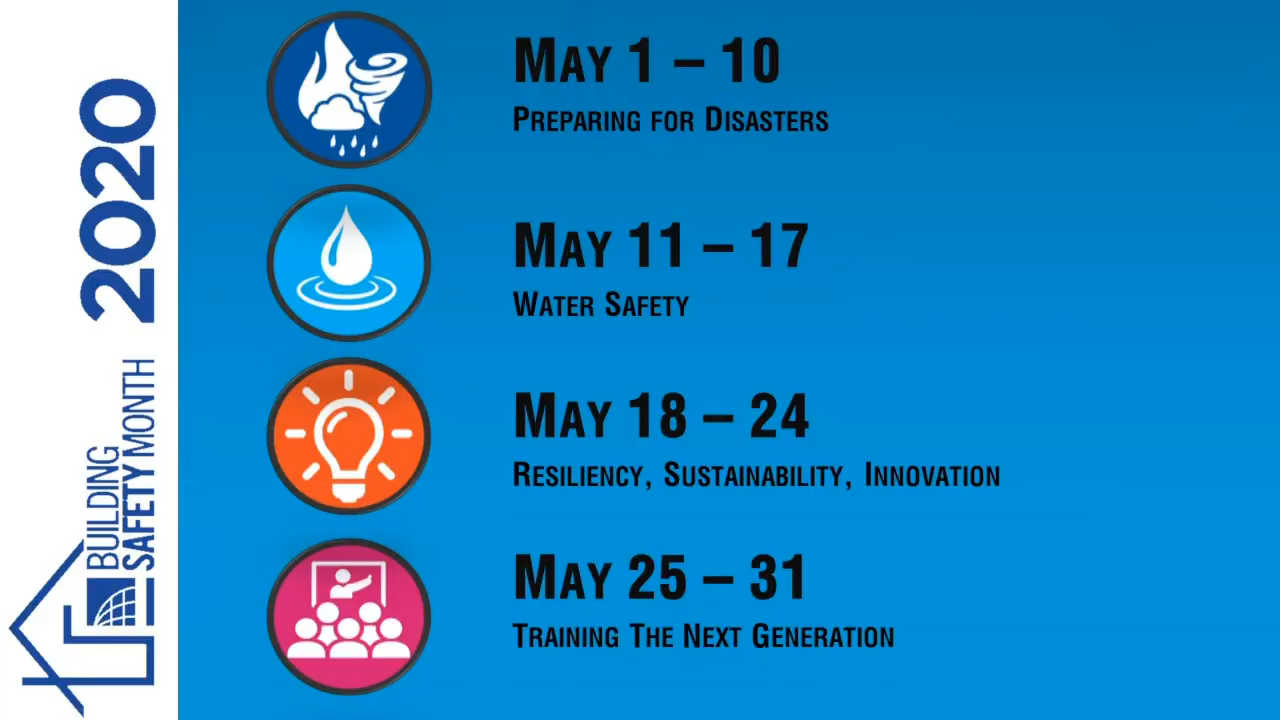 BUILDING
SAFETY MONTH 2020
MAY 1 – 10
PREPARING FOR DISASTERS
MAY 11 – 17
WATER SAFETY
MAY 18 – 24
RESILIENCY, SUSTAINABILITY, INNOVATION
MAY 25 – 31
TRAINING THE NEXT GENERATION